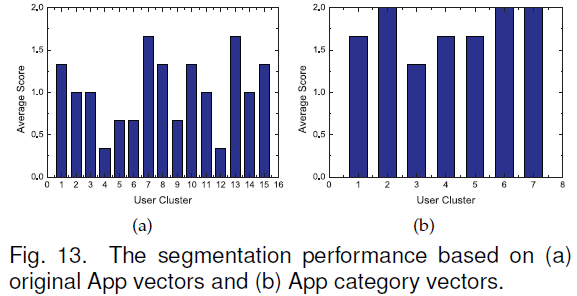 2.0
1.5
1.0
0.5
0.0
Average Score
0 1 2 3 4 5 6 7 8 9 10 11 12 13 14 15 16
User Cluster
(a)
2.0
1.5
1.0
0.5
0.0
Average Score
0 1 2 3 4 5 6 7 8
User Cluster
(b)
Fig. 13. The segmentation performance based on (a)
original App vectors and (b) App category vectors.